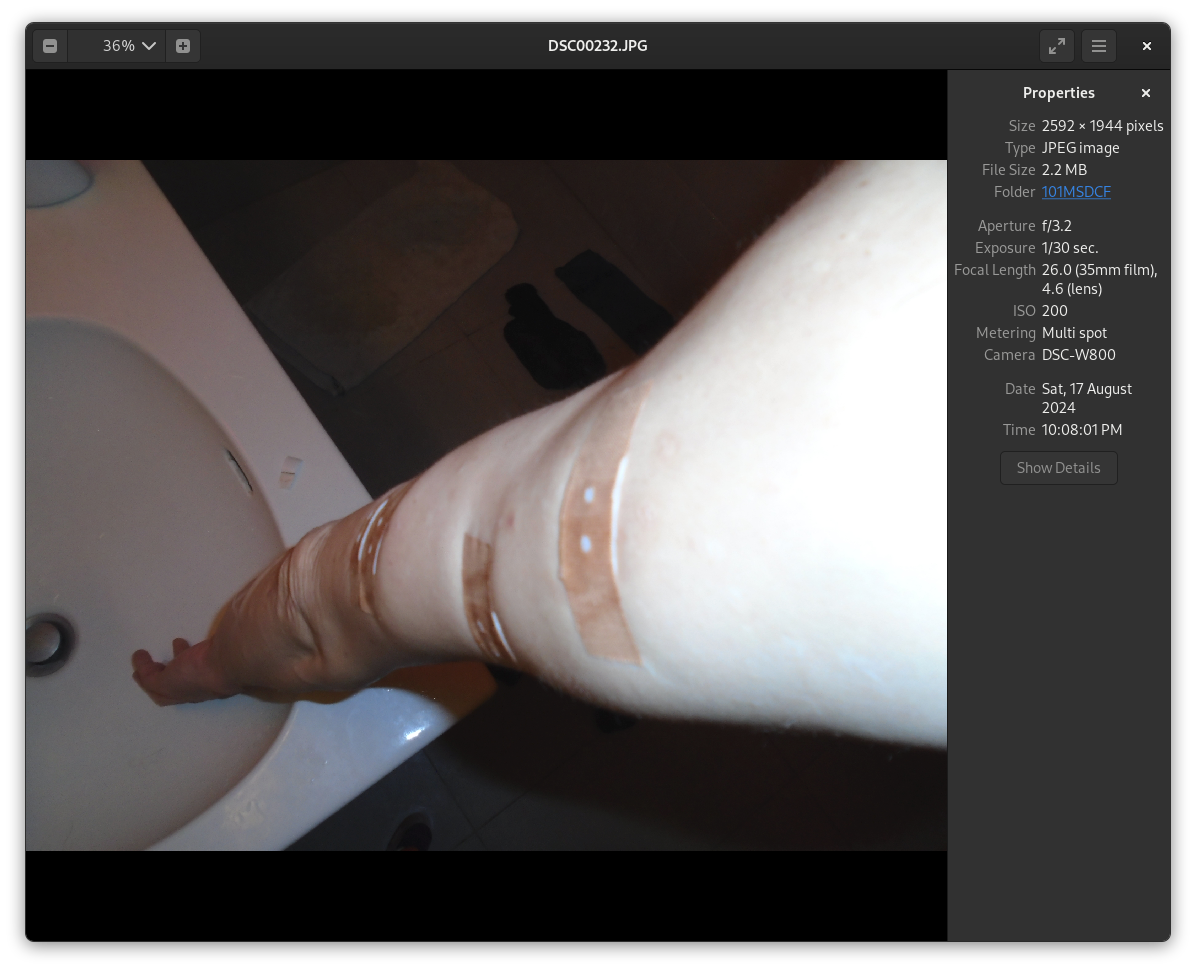 36%
DSC00232.JPG
Properties
Size 2592 × 1944 pixels
Type JPEG image
File Size 2.2 MB
Folder 101MSDCF
Aperture f/3.2
Exposure 1/30 sec.
Focal Length 26.0 (35mm film),
4.6 (lens)
ISO 200
Metering Multi spot
Camera DSC-W800
Date Sat, 17 August
2024
Time 10:08:01 PM
Show Details